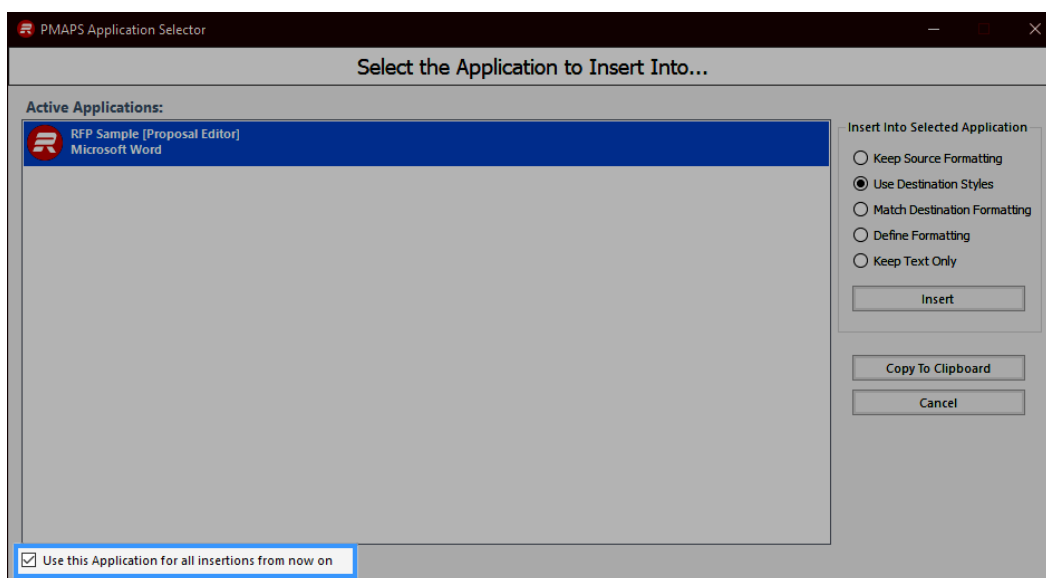 PMAPS Application Selector
Select the Application to Insert Into...
Active Applications:
RFP Sample [Proposal Editor]
Microsoft Word
Insert Into Selected Application
Keep Source Formatting
Use Destination Styles
Match Destination Formatting
Define Formatting
Keep Text Only
Insert
Copy To Clipboard
Cancel
Use this Application for all insertions from now on